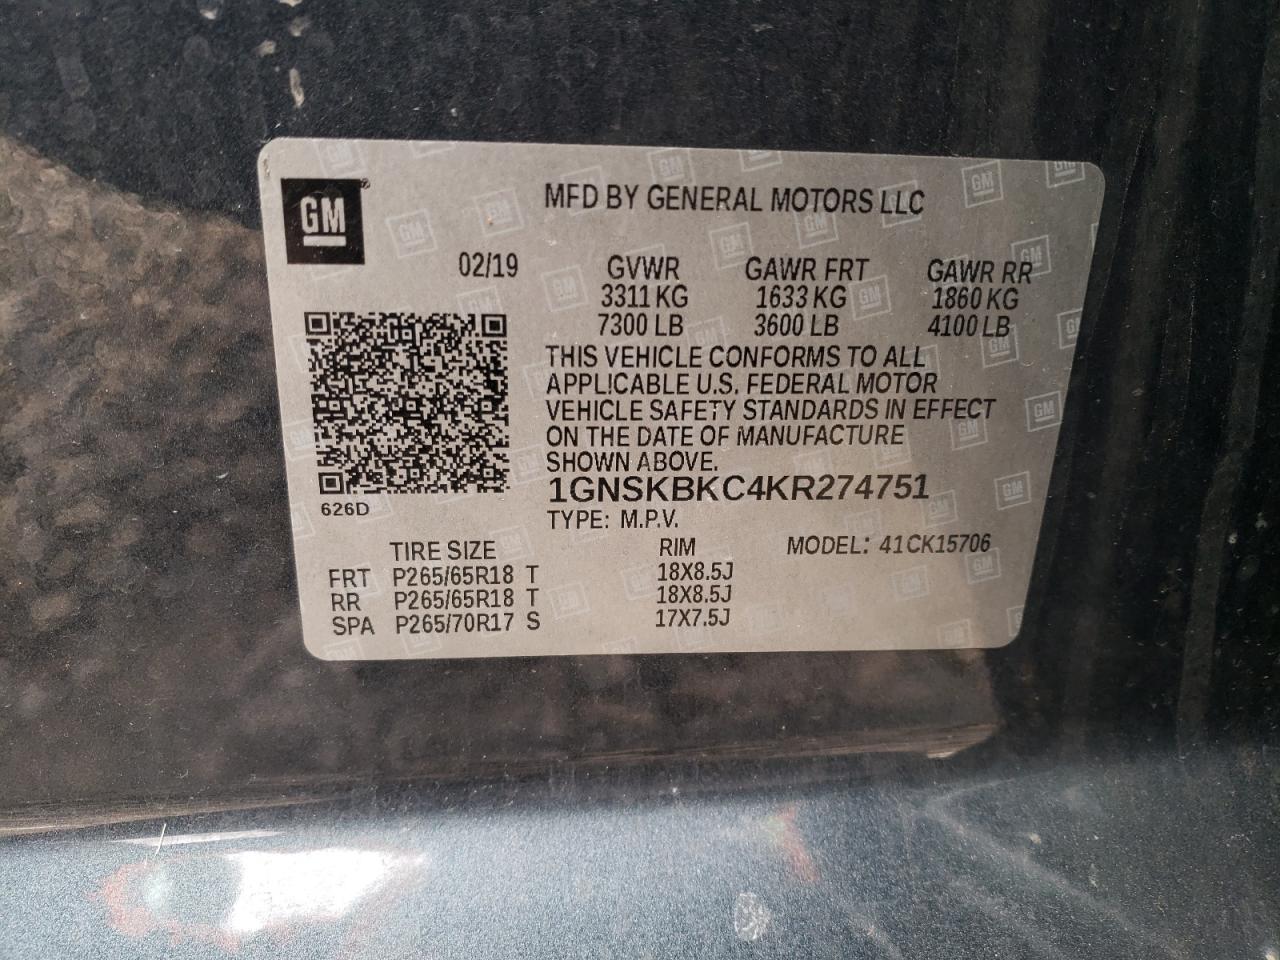 GM
MFD BY GENERAL MOTORS LLC
02/19 GVWR GAWR FRT GAWR RR
3311 KG 1633 KG 1860 KG
7300 LB 3600 LB 4100 LB
THIS VEHICLE CONFORMS TO ALL
APPLICABLE U.S. FEDERAL MOTOR
VEHICLE SAFETY STANDARDS IN EFFECT
ON THE DATE OF MANUFACTURE
SHOWN ABOVE.
1GNSKBKC4KR274751
626D
TYPE: M.P.V.
TIRE SIZE RIM MODEL: 41CK15706
FRT P265/65R18 T 18X8.5J
RR P265/65R18 T 18X8.5J
SPA P265/70R17 S 17X7.5J